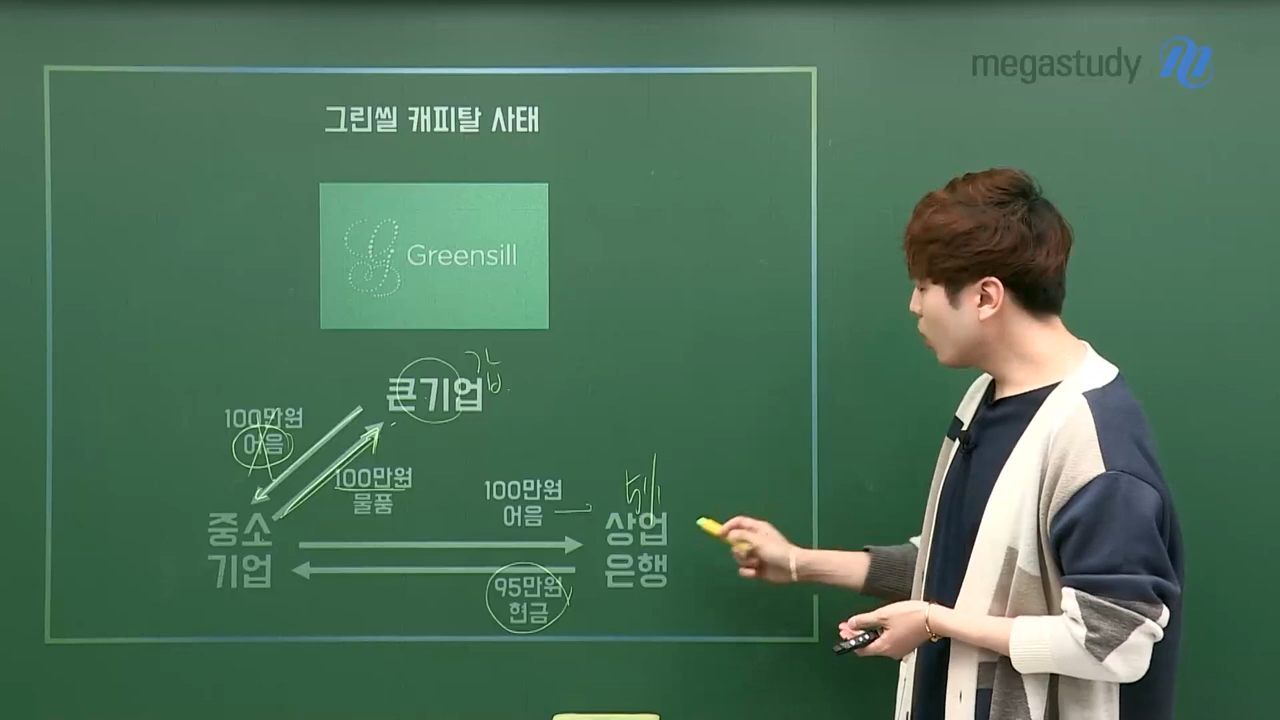 megastudy
그린씰 캐피탈 사태
Greensill
큰기업
갑
100만원
어음
100만원
물품
100만원
어음
중소
기업
상업
은행
95만원
현금